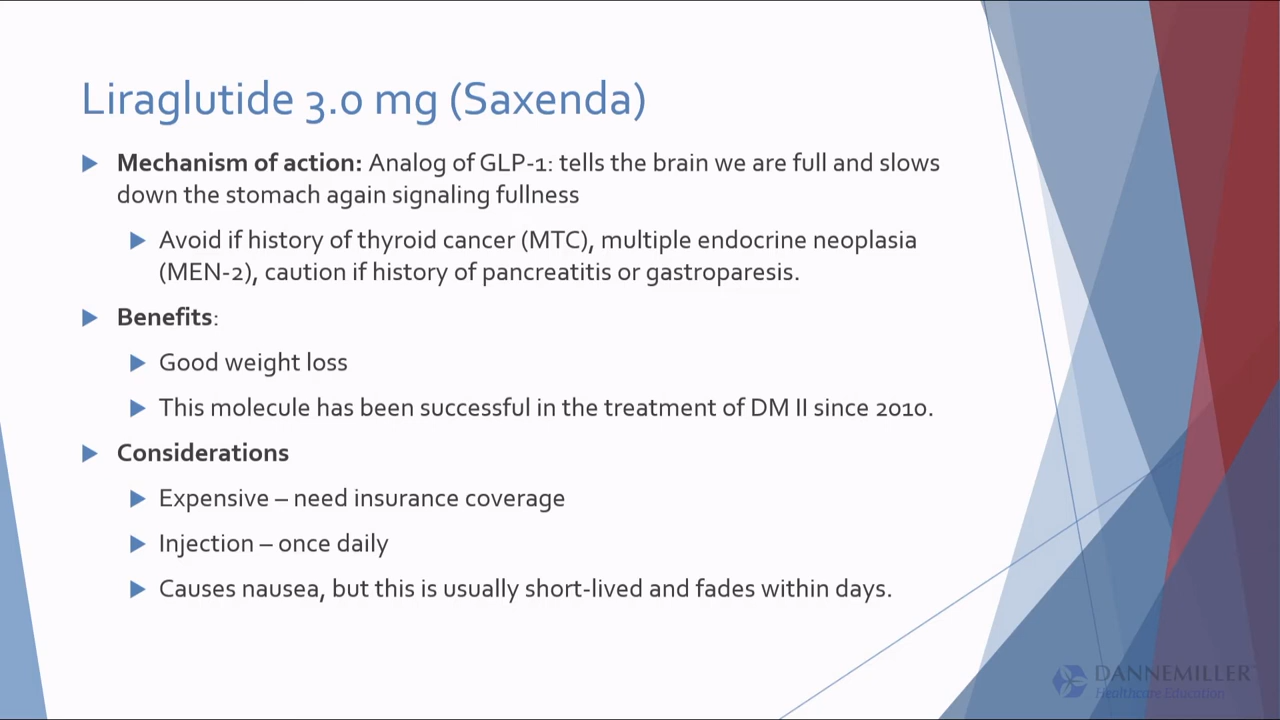 Liraglutide 3.0 mg (Saxenda)
Mechanism of action: Analog of GLP-1: tells the brain we are full and slows
down the stomach again signaling fullness
Avoid if history of thyroid cancer (MTC), multiple endocrine neoplasia
(MEN-2), caution if history of pancreatitis or gastroparesis.
Benefits:
Good weight loss
This molecule has been successful in the treatment of DM II since 2010.
Considerations
Expensive – need insurance coverage
Injection – once daily
Causes nausea, but this is usually short-lived and fades within days.
DANNEMILLER
Healthcare Education